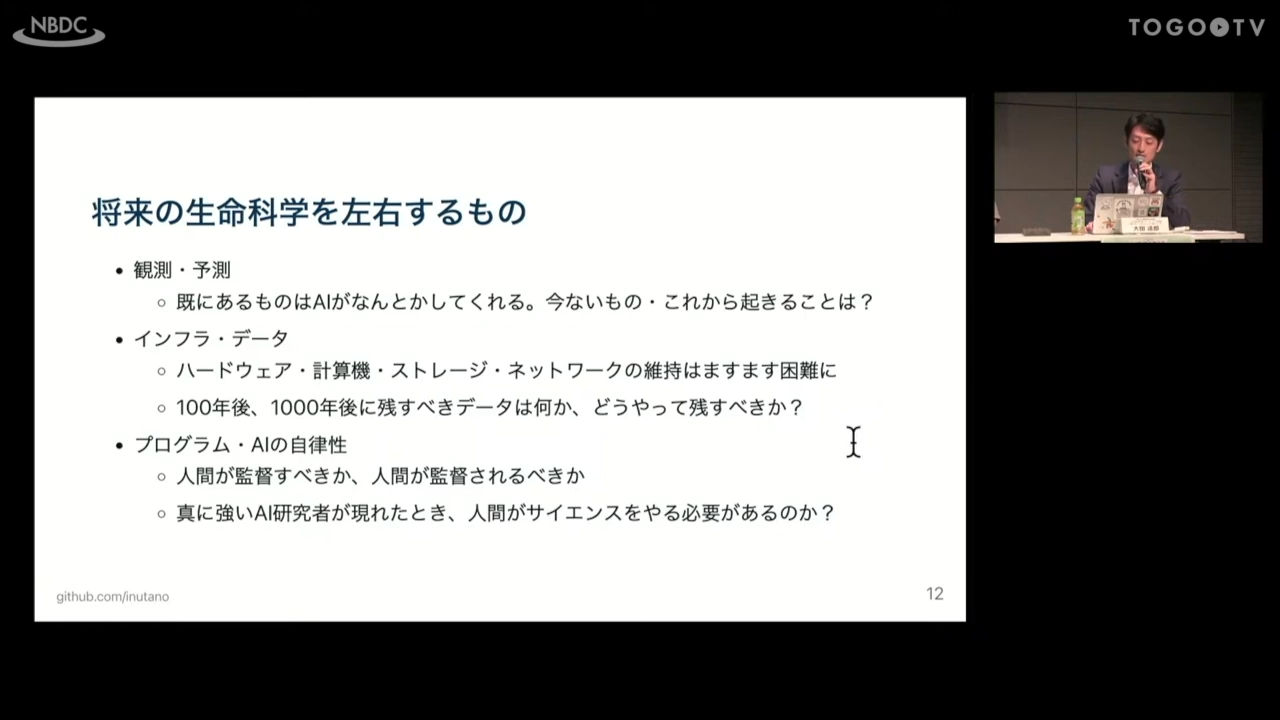 NBDC
TOGOTV
将来の生命科学を左右するもの
• 観測・予測
○ 既にあるものはAIがなんとかしてくれる。今ないもの・これから起きることは？
• インフラ・データ
○ ハードウェア・計算機・ストレージ・ネットワークの維持はますます困難に
○ 100年後、1000年後に残すべきデータは何か、どうやって残すべきか？
• プログラム・AIの自律性
○ 人間が監督すべきか、人間が監督されるべきか
○ 真に強いAI研究者が現れたとき、人間がサイエンスをやる必要があるのか？
github.com/inutano
12